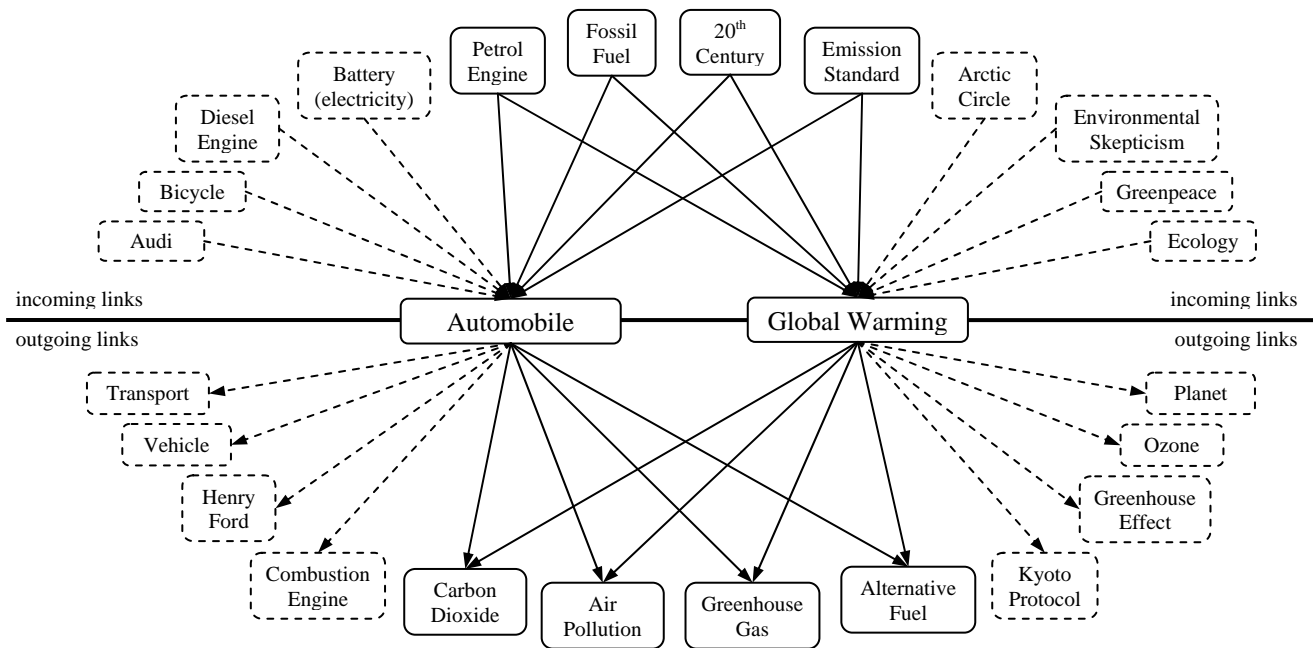 Petrol
Engine
Fossil
Fuel
20th
Century
Emission
Standard
Battery
(electricity)
Arctic
Circle
Diesel
Engine
Environmental
Skepticism
Bicycle
Greenpeace
Audi
Ecology
incoming links
incoming links
Automobile
Global Warming
outgoing links
outgoing links
Transport
Planet
Vehicle
Ozone
Henry
Ford
Greenhouse
Effect
Combustion
Engine
Carbon
Dioxide
Air
Pollution
Greenhouse
Gas
Alternative
Fuel
Kyoto
Protocol